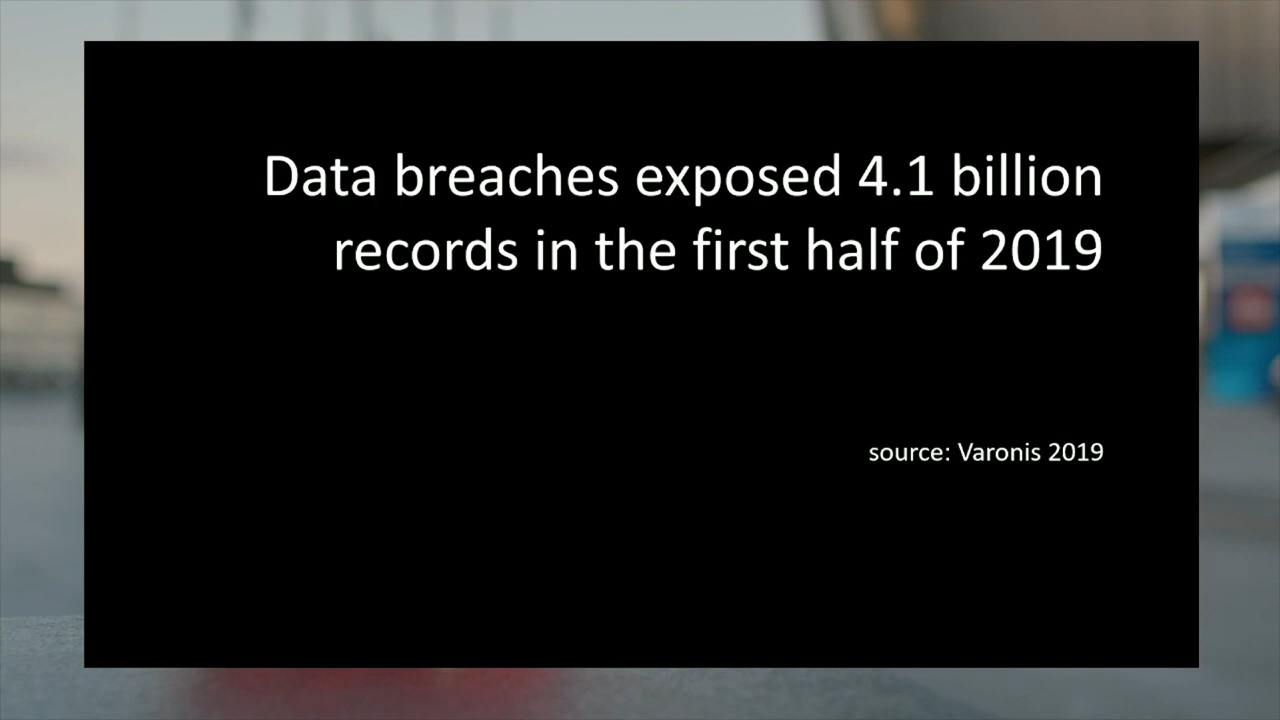 Data breaches exposed 4.1 billion
records in the first half of 2019
source: Varonis 2019